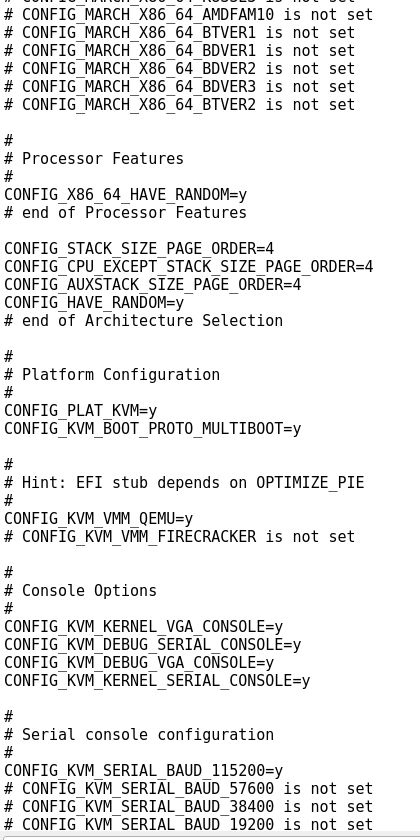 # CONFIG_MARCH_X86_64_AMDFAM10 is not set
# CONFIG_MARCH_X86_64_BTVER1 is not set
# CONFIG_MARCH_X86_64_BDVER1 is not set
# CONFIG_MARCH_X86_64_BDVER2 is not set
# CONFIG_MARCH_X86_64_BDVER3 is not set
# CONFIG_MARCH_X86_64_BTVER2 is not set

#
# Processor Features
#
CONFIG_X86_64_HAVE_RANDOM=y
# end of Processor Features

CONFIG_STACK_SIZE_PAGE_ORDER=4
CONFIG_CPU_EXCEPT_STACK_SIZE_PAGE_ORDER=4
CONFIG_AUXSTACK_SIZE_PAGE_ORDER=4
CONFIG_HAVE_RANDOM=y
# end of Architecture Selection

#
# Platform Configuration
#
CONFIG_PLAT_KVM=y
CONFIG_KVM_BOOT_PROTO_MULTIBOOT=y

#
# Hint: EFI stub depends on OPTIMIZE_PIE
#
CONFIG_KVM_VMM_QEMU=y
# CONFIG_KVM_VMM_FIRECRACKER is not set

#
# Console Options
#
CONFIG_KVM_KERNEL_VGA_CONSOLE=y
CONFIG_KVM_DEBUG_SERIAL_CONSOLE=y
CONFIG_KVM_DEBUG_VGA_CONSOLE=y
CONFIG_KVM_KERNEL_SERIAL_CONSOLE=y

#
# Serial console configuration
#
CONFIG_KVM_SERIAL_BAUD_115200=y
# CONFIG_KVM_SERIAL_BAUD_57600 is not set
# CONFIG_KVM_SERIAL_BAUD_38400 is not set
# CONFIG_KVM_SERIAL_BAUD_19200 is not set